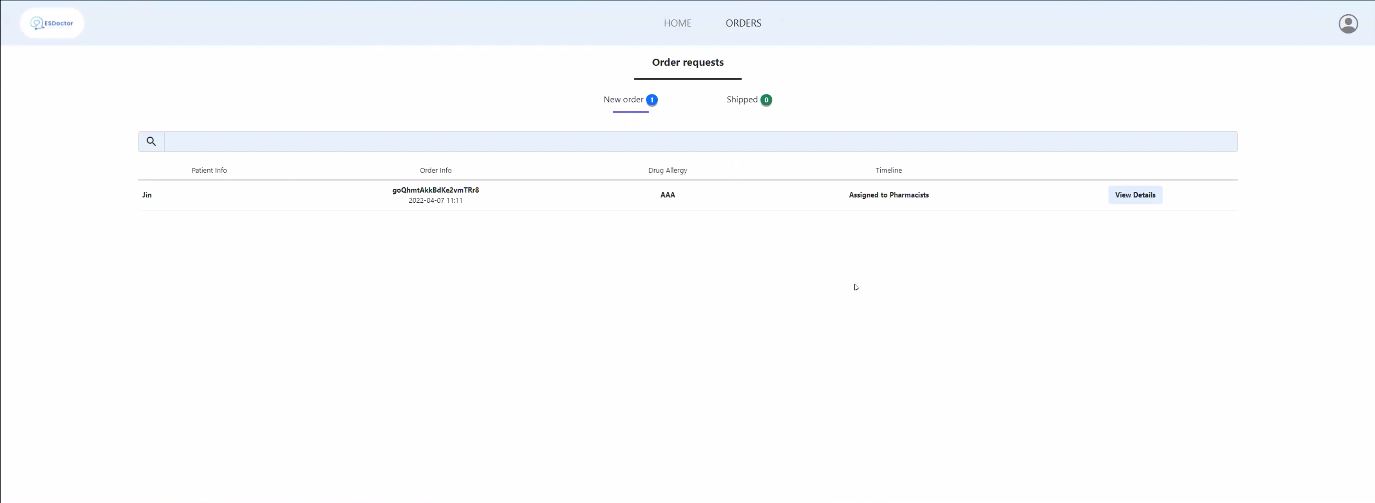 ESDoctor
HOME ORDERS
Order requests
New order 1 Shipped 0
Patient Info Order Info Drug Allergy Timeline
Jin goQhmtAkkBdKe2vmTRr8 AAA Assigned to Pharmacists View Details
2022-04-07 11:11